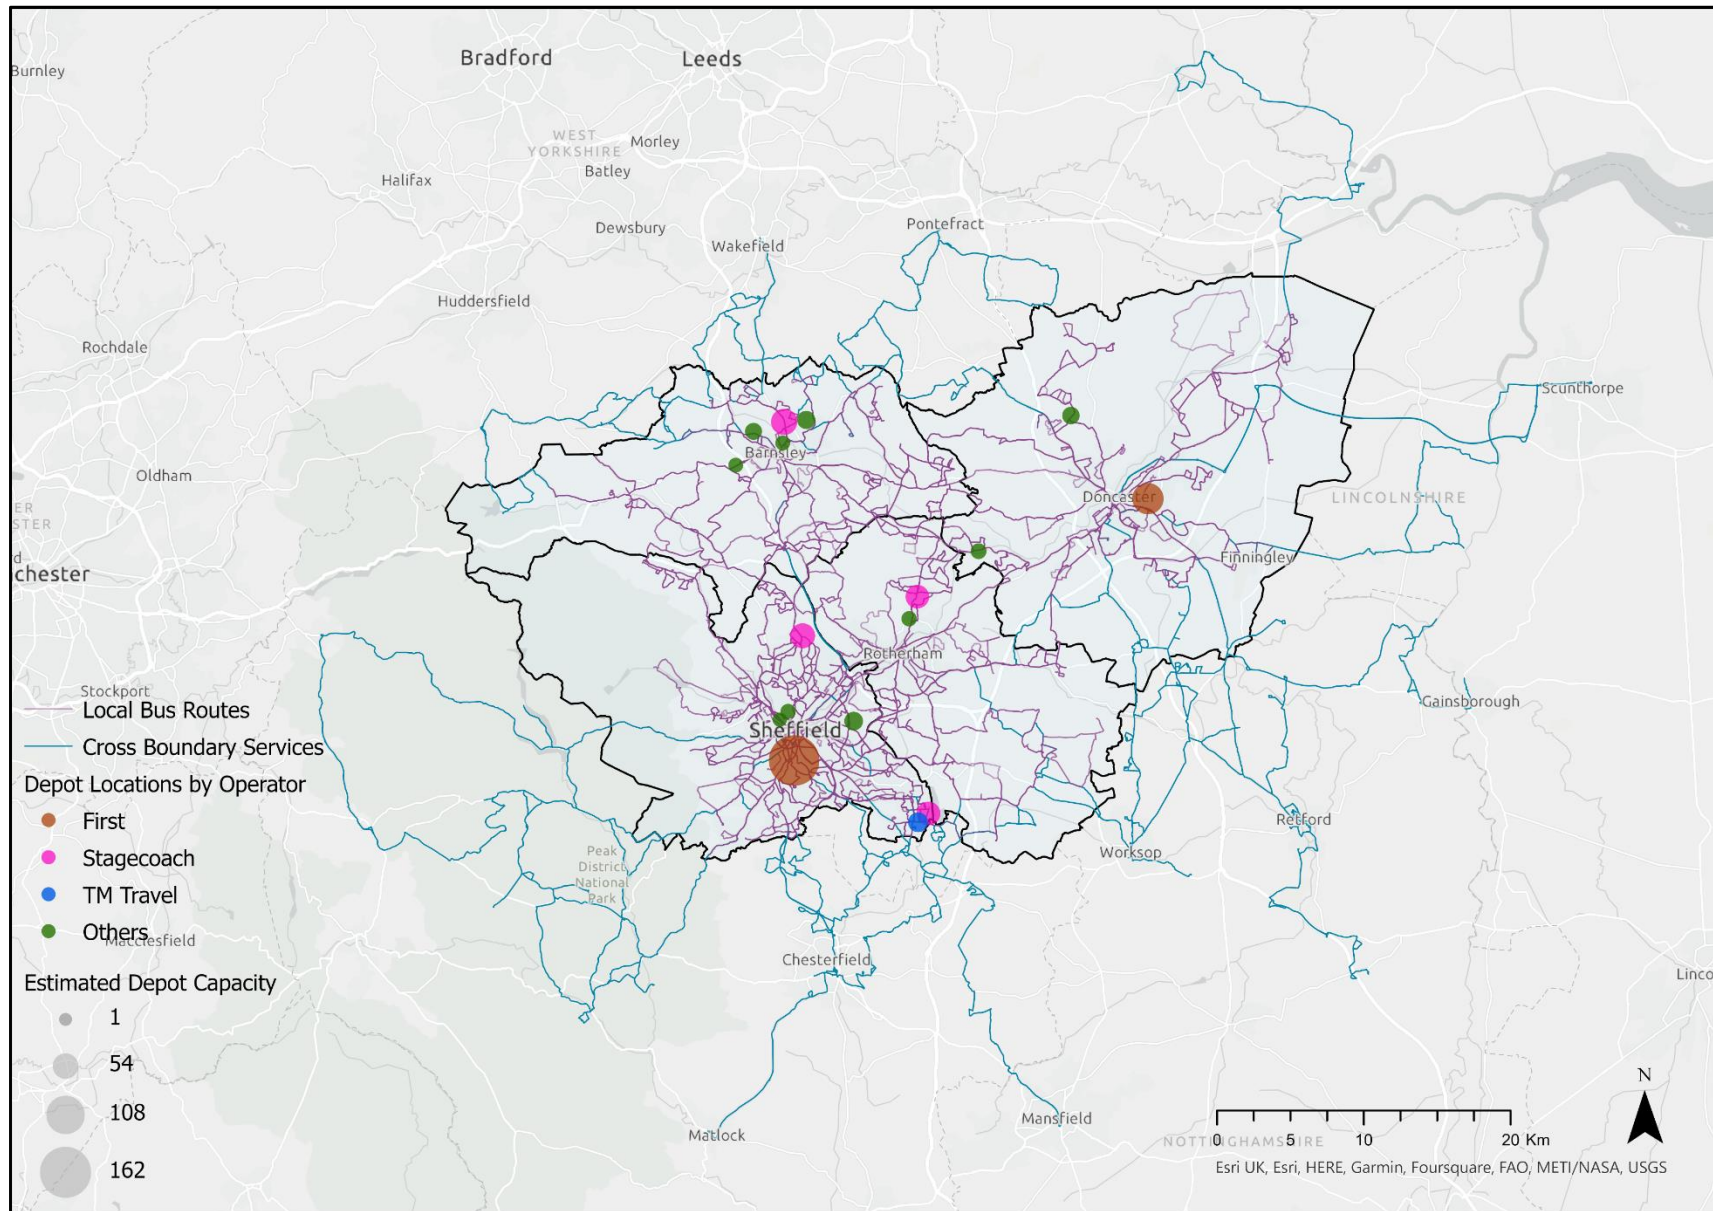 Bradford
Leeds
Burnley
WEST
YORKSHIRE
Morley
Batley
Halifax
Dewsbury
Wakefield
Pontefract
Huddersfield
Rochdale
Scunthorpe
Barnsley
Oldham
ER
STER
Doncaster
LINCOLNSHIRE
Finningley
d
chester
Rotherham
Stockport
Gainsborough
Sheffield
Retford
Worksop
Peak
District
National
Park
Macclesfield
Chesterfield
Linco
Matlock
Mansfield
NOTTINGHAMSHIRE
Local Bus Routes
Cross Boundary Services
Depot Locations by Operator
First
Stagecoach
TM Travel
Others
Estimated Depot Capacity
1
54
108
162
N
0 5 10 20 Km
Esri UK, Esri, HERE, Garmin, Foursquare, FAO, METI/NASA, USGS